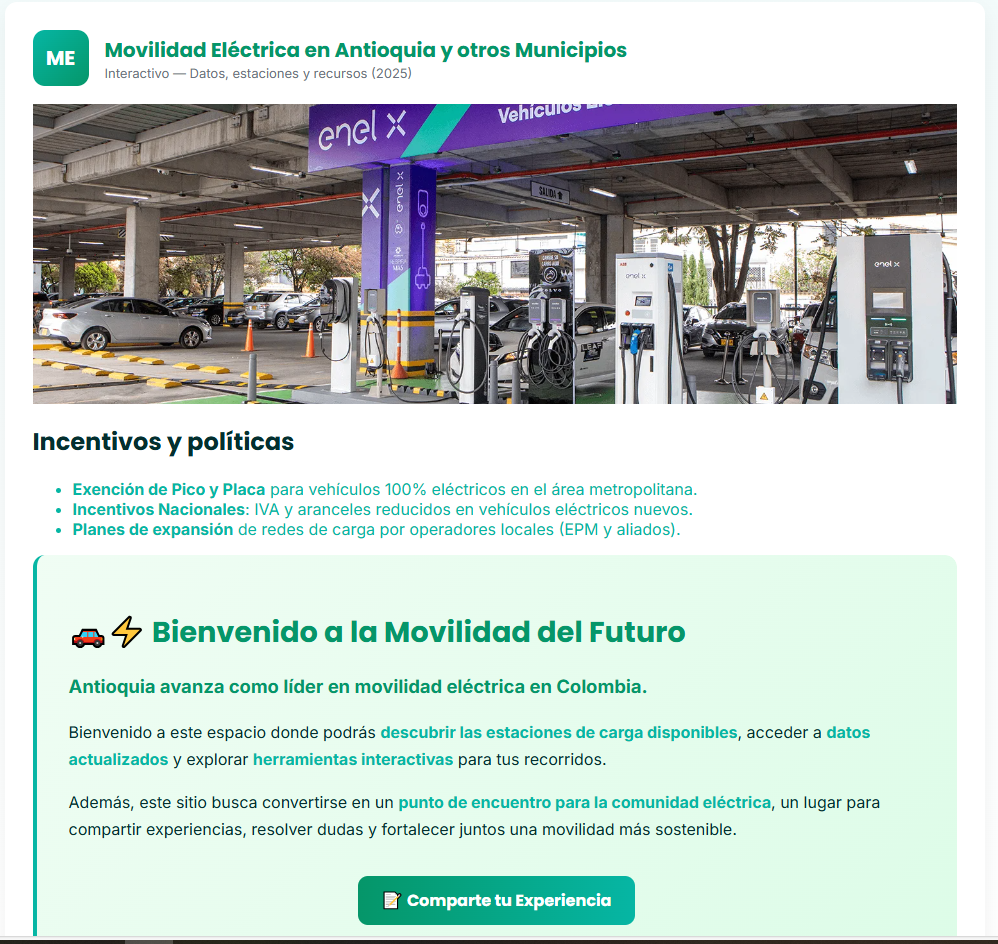 ME
Movilidad Eléctrica en Antioquia y otros Municipios
Interactivo — Datos, estaciones y recursos (2025)
enel x
Vehículos
enel x
SALIDA
enel x
enel x
Incentivos y políticas
• Exención de Pico y Placa para vehículos 100% eléctricos en el área metropolitana.
• Incentivos Nacionales: IVA y aranceles reducidos en vehículos eléctricos nuevos.
• Planes de expansión de redes de carga por operadores locales (EPM y aliados).
🚗⚡ Bienvenido a la Movilidad del Futuro
Antioquia avanza como líder en movilidad eléctrica en Colombia.
Bienvenido a este espacio donde podrás descubrir las estaciones de carga disponibles, acceder a datos
actualizados y explorar herramientas interactivas para tus recorridos.
Además, este sitio busca convertirse en un punto de encuentro para la comunidad eléctrica, un lugar para
compartir experiencias, resolver dudas y fortalecer juntos una movilidad más sostenible.
📝 Comparte tu Experiencia